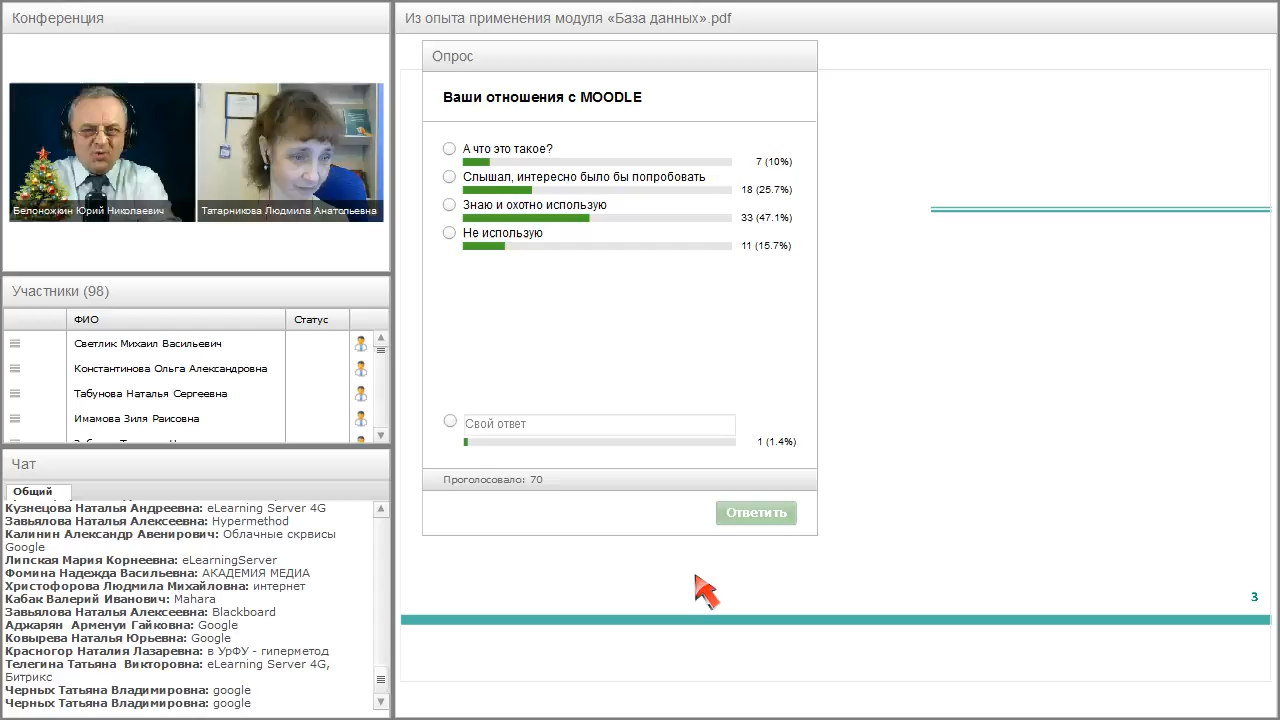 Конференция
Белоножкин Юрий Николаевич
Татарникова Людмила Анатольевна
Участники (98)
ФИО
Статус
Светлик Михаил Васильевич
Константинова Ольга Александровна
Табунова Наталья Сергеевна
Имамова Зиля Раисовна
Чат
Общий
Кузнецова Наталья Андреевна: eLearning Server 4G
Завьялова Наталья Алексеевна: Hypermethod
Калинин Александр Авенирович: Облачные скрвисы
Google
Липская Мария Корнеевна: eLearningServer
Фомина Надежда Васильевна: АКАДЕМИЯ МЕДИА
Христофорова Людмила Михайловна: интернет
Кабак Валерий Иванович: Mahara
Завьялова Наталья Алексеевна: Blackboard
Аджарян Арменуи Гайковна: Google
Ковырева Наталья Юрьевна: Google
Красногор Наталия Лазаревна: в УрФУ - гиперметод
Телегина Татьяна Викторовна: eLearning Server 4G,
Битрикс
Черных Татьяна Владимировна: google
Черных Татьяна Владимировна: google
Из опыта применения модуля «База данных».pdf
Опрос
Ваши отношения с MOODLE
А что это такое?
7 (10%)
Слышал, интересно было бы попробовать
18 (25.7%)
Знаю и охотно использую
33 (47.1%)
Не использую
11 (15.7%)
Свой ответ
1 (1.4%)
Проголосовало: 70
Ответить
3